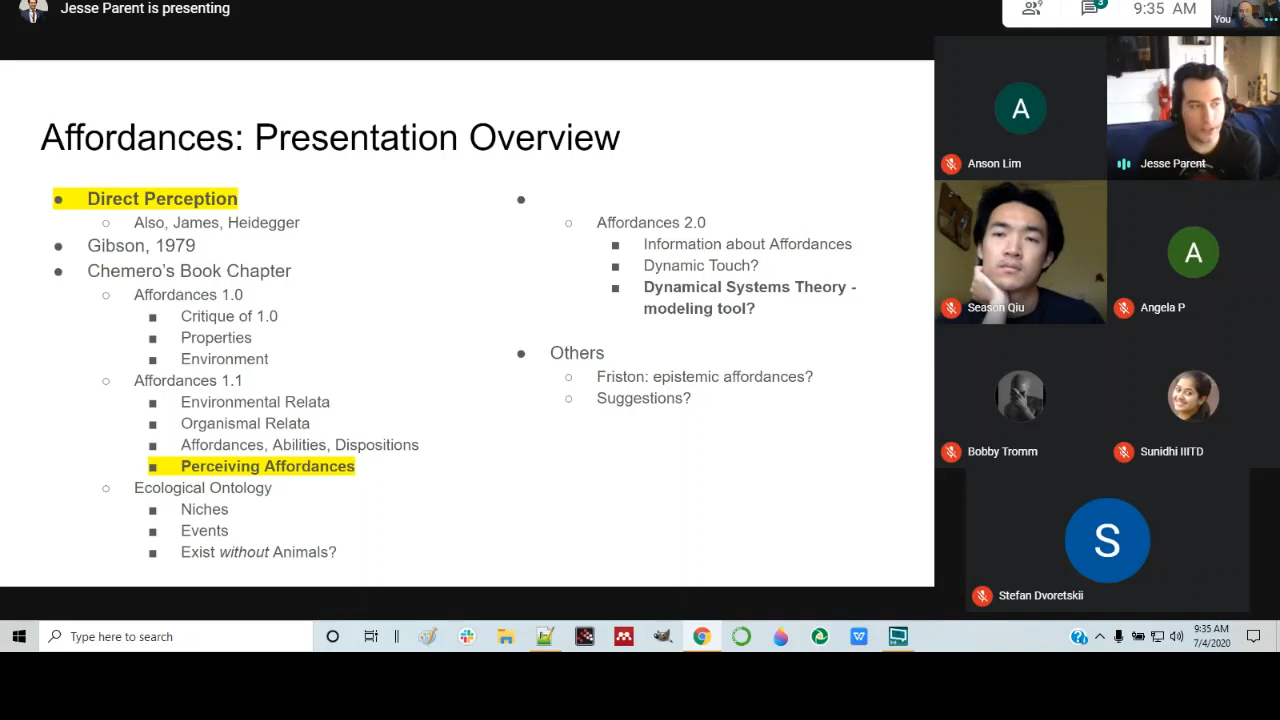 Jesse Parent is presenting
9
3
9:35 AM
You
Affordances: Presentation Overview
● Direct Perception
○ Also, James, Heidegger
● Gibson, 1979
● Chemero's Book Chapter
○ Affordances 1.0
■ Critique of 1.0
■ Properties
■ Environment
○ Affordances 1.1
■ Environmental Relata
■ Organismal Relata
■ Affordances, Abilities, Dispositions
■ Perceiving Affordances
○ Ecological Ontology
■ Niches
■ Events
■ Exist without Animals?
●
○ Affordances 2.0
■ Information about Affordances
■ Dynamic Touch?
■ Dynamical Systems Theory -
modeling tool?
● Others
○ Friston: epistemic affordances?
○ Suggestions?
A
Anson Lim
Jesse Parent
Season Qiu
A
Angela P
Bobby Tromm
Sunidhi IIITD
S
Stefan Dvoretskii
Type here to search
9:35 AM
7/4/2020